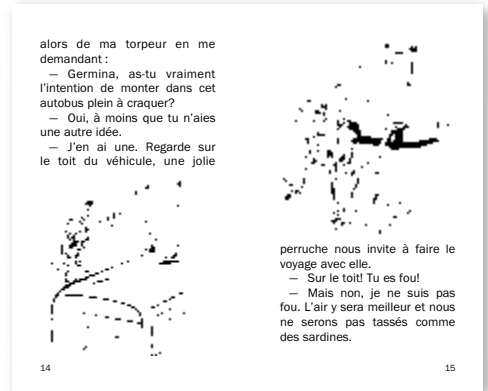 alors de ma torpeur en me
demandant :
— Germina, as-tu vraiment
l'intention de monter dans cet
autobus plein à craquer?
— Oui, à moins que tu n'aies
une autre idée.
— J'en ai une. Regarde sur
le toit du véhicule, une jolie
14
perruche nous invite à faire le
voyage avec elle.
— Sur le toit! Tu es fou!
— Mais non, je ne suis pas
fou. L'air y sera meilleur et nous
ne serons pas tassés comme
des sardines.
15